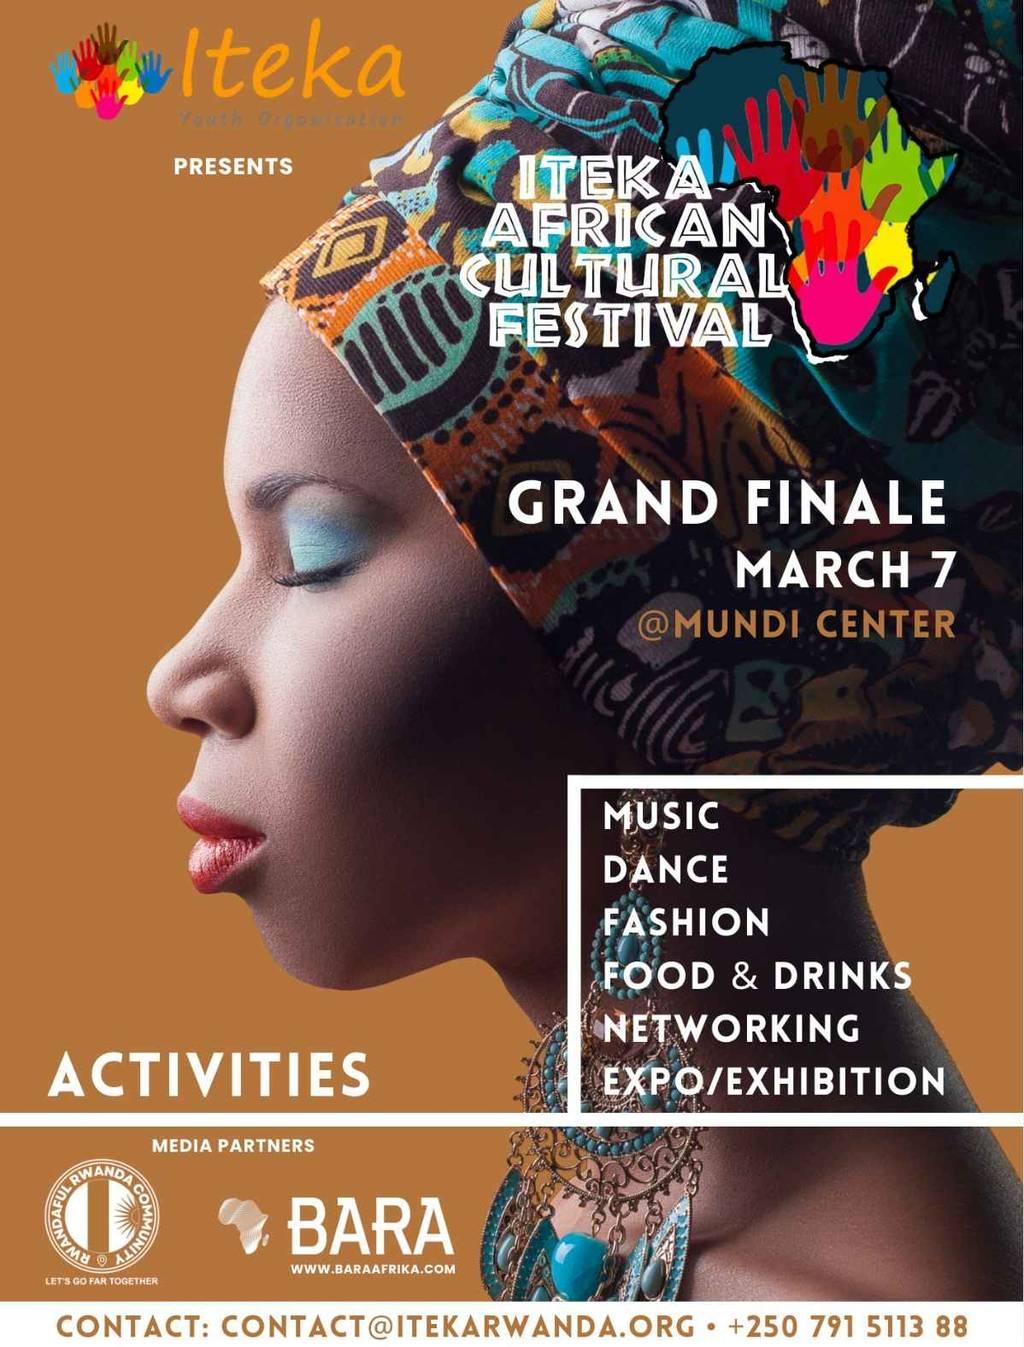 Iteka
Youth Organisation
PRESENTS
ITEKA
AFRICAN
CULTURAL
FESTIVAL
GRAND FINALE
MARCH 7
@MUNDI CENTER
MUSIC
DANCE
FASHION
FOOD & DRINKS
NETWORKING
EXPO/EXHIBITION
ACTIVITIES
MEDIA PARTNERS
RWANDAFUL RWANDA COMMUNITY
LET'S GO FAR TOGETHER
BARA
WWW.BARAAFRIKA.COM
CONTACT: CONTACT@ITEKARWANDA.ORG • +250 791 5113 88